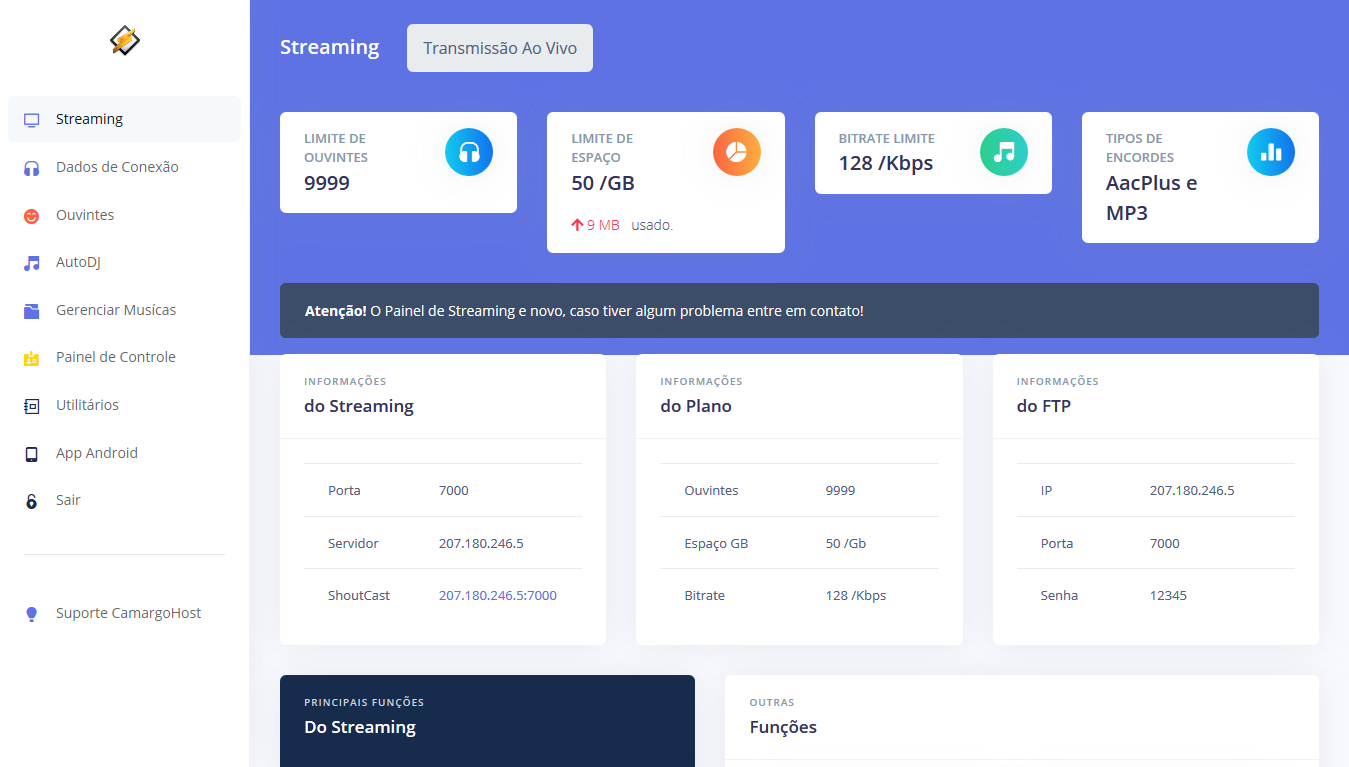 Streaming
Dados de Conexão
Ouvintes
AutoDJ
Gerenciar Musícas
Painel de Controle
Utilitários
App Android
Sair
Suporte CamargoHost
Streaming
Transmissão Ao Vivo
LIMITE DE
OUVINTES
9999
LIMITE DE
ESPAÇO
50 /GB
9 MB usado.
BITRATE LIMITE
128 /Kbps
TIPOS DE
ENCORDES
AacPlus e
MP3
Atenção! O Painel de Streaming e novo, caso tiver algum problema entre em contato!
INFORMAÇÕES
do Streaming
Porta 7000
Servidor 207.180.246.5
ShoutCast 207.180.246.5:7000
INFORMAÇÕES
do Plano
Ouvintes 9999
Espaço GB 50 /Gb
Bitrate 128 /Kbps
INFORMAÇÕES
do FTP
IP 207.180.246.5
Porta 7000
Senha 12345
PRINCIPAIS FUNÇÕES
Do Streaming
OUTRAS
Funções